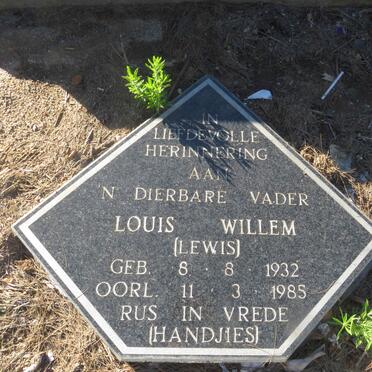 IN
LIEFDEVOLLE
HERINNERING
AAN
'N DIERBARE VADER
LOUIS WILLEM
(LEWIS)
GEB. 8 · 8 · 1932
OORL. 11 · 3 · 1985
RUS IN VREDE
(HANDJIES)